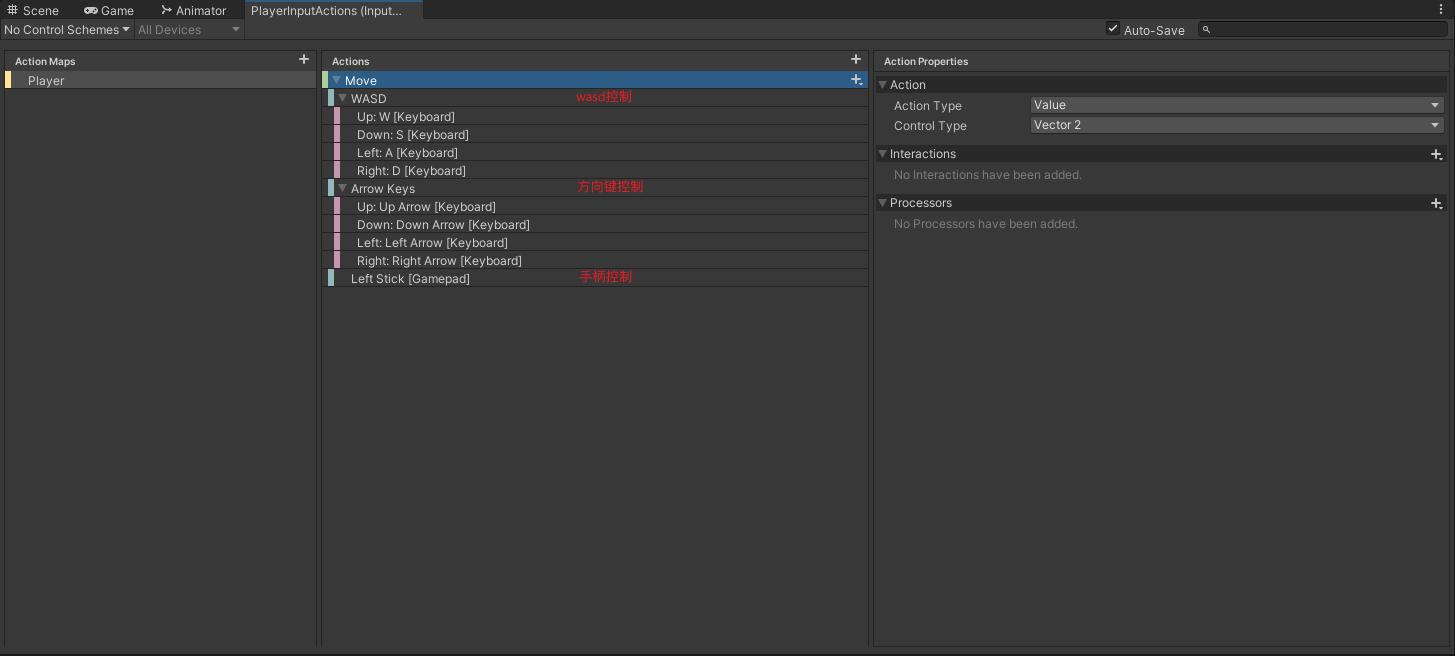 Scene Game Animator PlayerInputActions (Input...
No Control Schemes All Devices Auto-Save
Action Maps
Player
Actions
Move
WASD wasd控制
Up: W [Keyboard]
Down: S [Keyboard]
Left: A [Keyboard]
Right: D [Keyboard]
Arrow Keys 方向键控制
Up: Up Arrow [Keyboard]
Down: Down Arrow [Keyboard]
Left: Left Arrow [Keyboard]
Right: Right Arrow [Keyboard]
Left Stick [Gamepad] 手柄控制
Action Properties
Action
Action Type Value
Control Type Vector 2
Interactions
No Interactions have been added.
Processors
No Processors have been added.